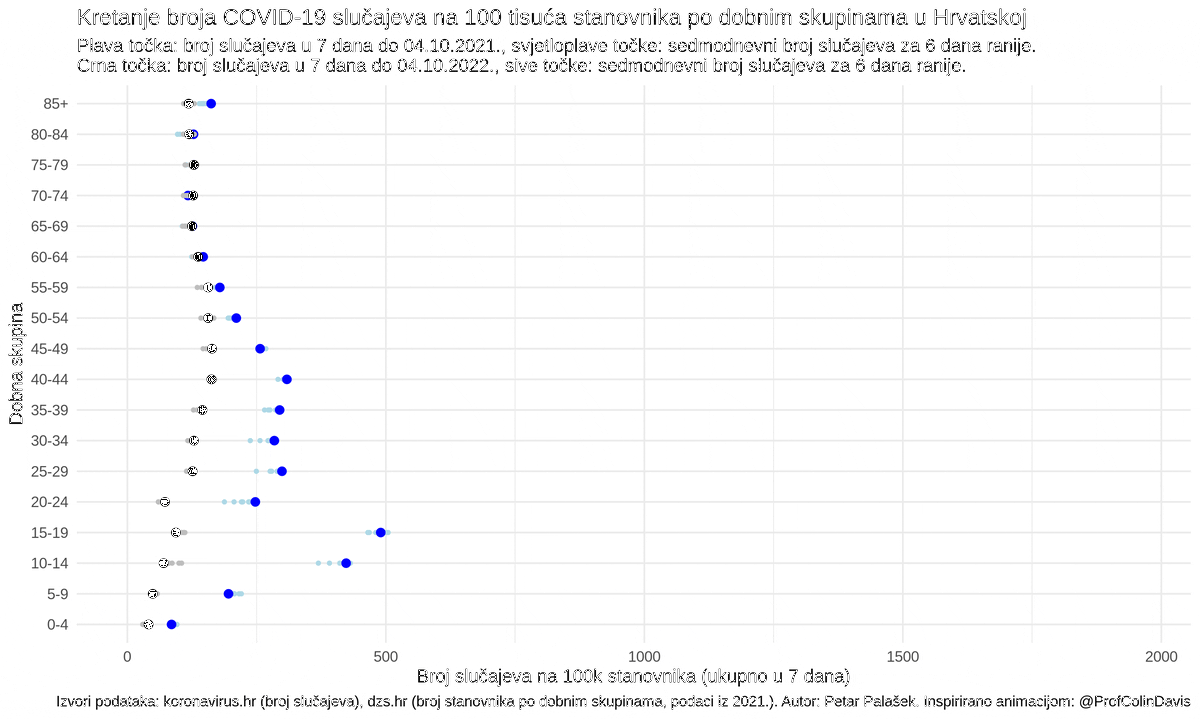 Kretanje broja COVID-19 slučajeva na 100 tisuća stanovnika po dobnim skupinama u Hrvatskoj
Plava točka: broj slučajeva u 7 dana do 04.10.2021., svjetloplave točke: sedmodnevni broj slučajeva za 6 dana ranije.
Crna točka: broj slučajeva u 7 dana do 04.10.2022., sive točke: sedmodnevni broj slučajeva za 6 dana ranije.
Dobna skupina
85+
80-84
75-79
70-74
65-69
60-64
55-59
50-54
45-49
40-44
35-39
30-34
25-29
20-24
15-19
10-14
5-9
0-4
0 500 1000 1500 2000
Broj slučajeva na 100k stanovnika (ukupno u 7 dana)
Izvori podataka: koronavirus.hr (broj slučajeva), dzs.hr (broj stanovnika po dobnim skupinama, podaci iz 2021.). Autor: Petar Palašek. Inspirirano animacijom: @ProfColinDavis